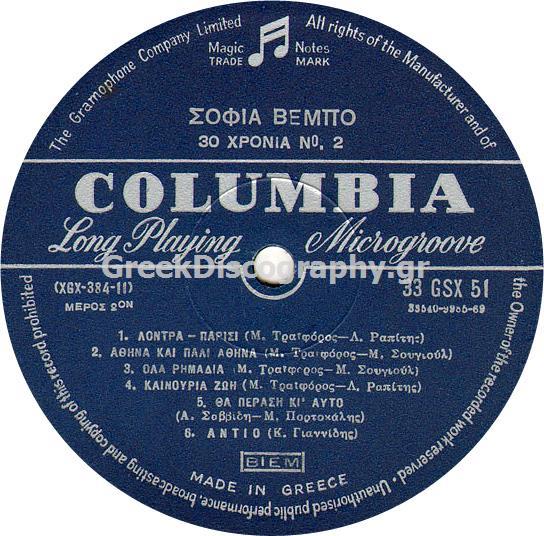 The Gramophone Company Limited
All rights of the Manufacturer and of
the Owner of the recorded work reserved · Unauthorised public performance, broadcasting and copying of this record prohibited
Magic Notes
TRADE MARK
ΣΟΦΙΑ ΒΕΜΠΟ
30 ΧΡΟΝΙΑ Νο. 2
COLUMBIA
Long Playing Microgroove
GreekDiscography.gr
(XGX-384-11)
33 GSX 51
ΜΕΡΟΣ 2ΟΝ
1. ΛΟΝΤΡΑ - ΠΑΡΙΣΙ (Μ. Τραϊφόρος-Λ. Ραπίτης)
2. ΑΘΗΝΑ ΚΑΙ ΠΑΛΙ ΑΘΗΝΑ (Μ. Τραϊφόρος-Μ. Σουγιούλ)
3. ΟΛΑ ΡΗΜΑΔΙΑ (Μ. Τραϊφόρος-Μ. Σουγιούλ)
4. ΚΑΙΝΟΥΡΙΑ ΖΩΗ (Μ. Τραϊφόρος-Λ. Ραπίτης)
5. ΘΑ ΠΕΡΑΣΗ ΚΙ' ΑΥΤΟ
(Α. Σαββίδη-Μ. Πορτοκάλης)
6. ΑΝΤΙΟ (Κ. Γιαννίδης)
BIEM
MADE IN GREECE